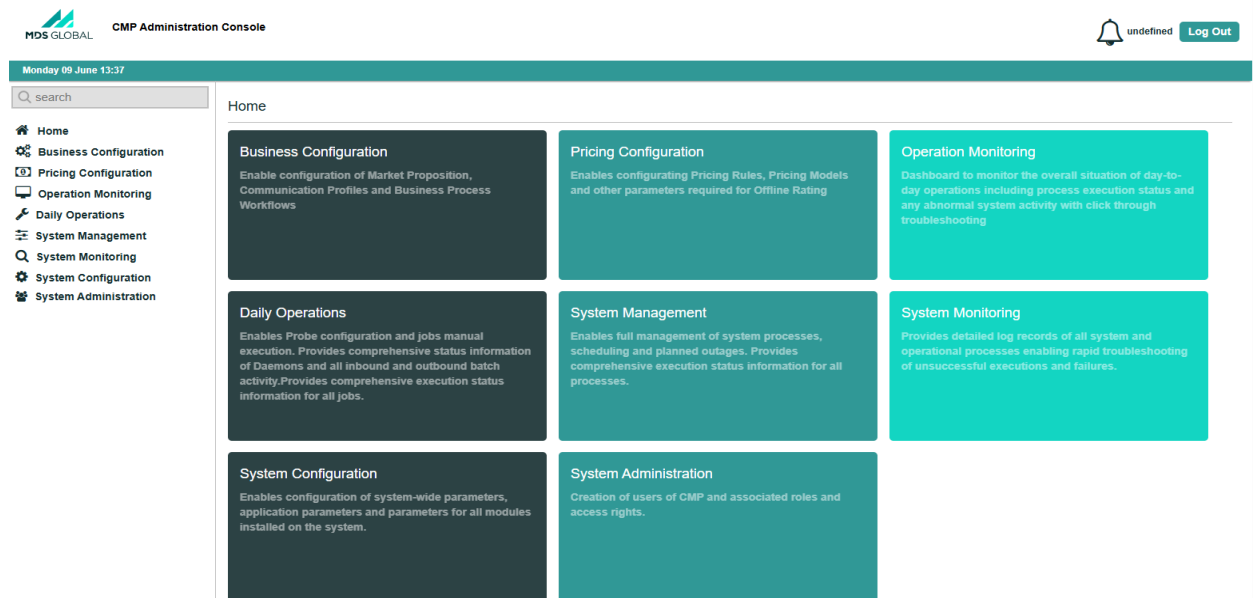 MDS GLOBAL
CMP Administration Console
undefined
Log Out
Monday 09 June 13:37
search
Home
Business Configuration
Pricing Configuration
Operation Monitoring
Daily Operations
System Management
System Monitoring
System Configuration
System Administration
Home
Business Configuration
Enable configuration of Market Proposition,
Communication Profiles and Business Process
Workflows
Pricing Configuration
Enables configurating Pricing Rules, Pricing Models
and other parameters required for Offline Rating
Operation Monitoring
Dashboard to monitor the overall situation of day-to-
day operations including process execution status and
any abnormal system activity with click through
troubleshooting
Daily Operations
Enables Probe configuration and jobs manual
execution. Provides comprehensive status information
of Daemons and all inbound and outbound batch
activity.Provides comprehensive execution status
information for all jobs.
System Management
Enables full management of system processes,
scheduling and planned outages. Provides
comprehensive execution status information for all
processes.
System Monitoring
Provides detailed log records of all system and
operational processes enabling rapid troubleshooting
of unsuccessful executions and failures.
System Configuration
Enables configuration of system-wide parameters,
application parameters and parameters for all modules
installed on the system.
System Administration
Creation of users of CMP and associated roles and
access rights.